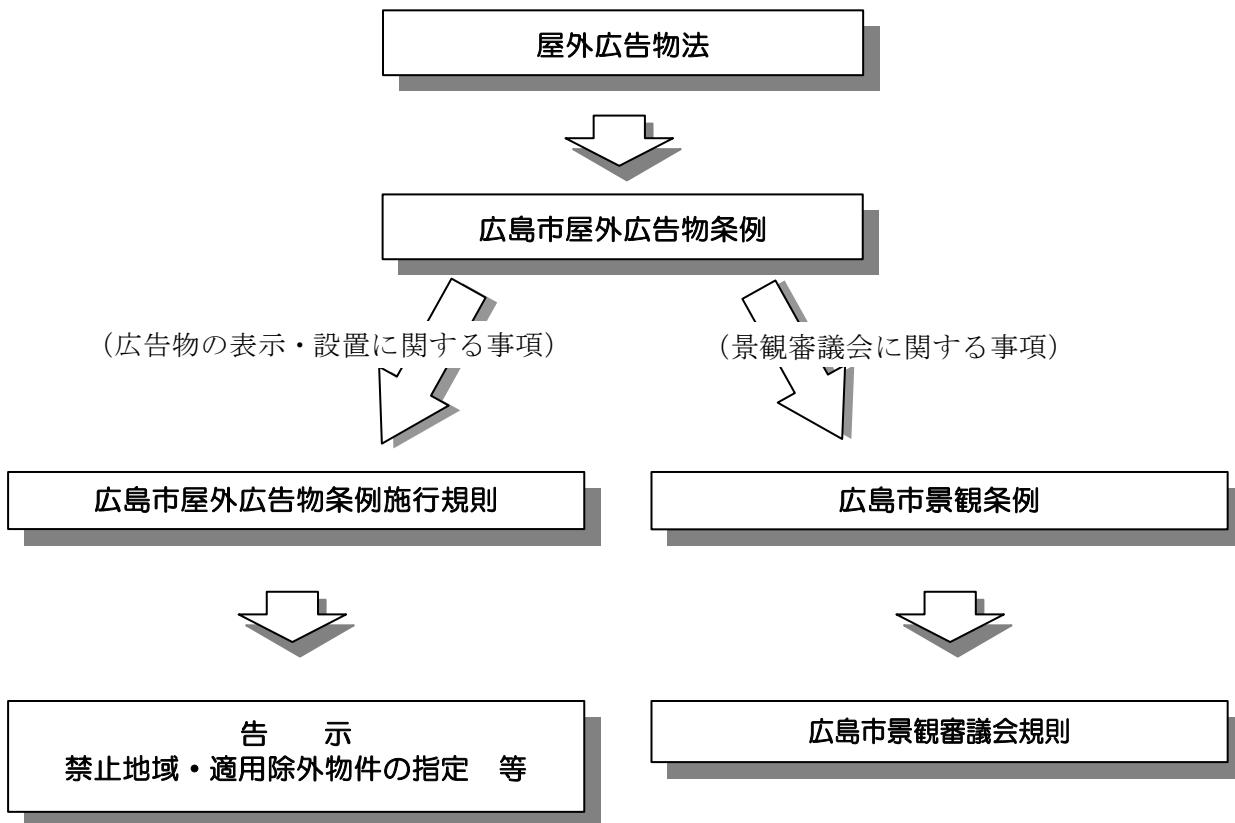 屋外広告物法
広島市屋外広告物条例
（広告物の表示・設置に関する事項）
（景観審議会に関する事項）
広島市屋外広告物条例施行規則
広島市景観条例
告　　示
禁止地域・適用除外物件の指定　等
広島市景観審議会規則